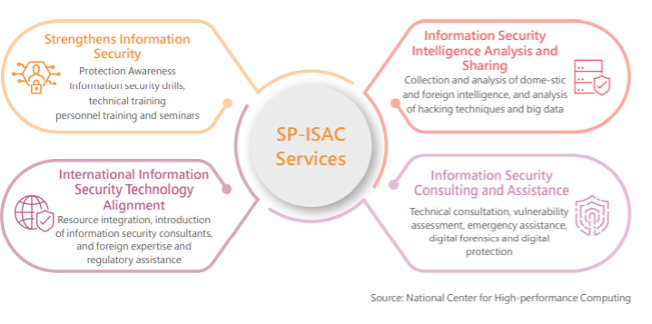 Strengthens Information
Security
Protection Awareness
Information security drills,
technical training
personnel training and seminars
Information Security
Intelligence Analysis and
Sharing
Collection and analysis of dome-stic
and foreign intelligence, and analysis
of hacking techniques and big data
SP-ISAC
Services
International Information
Security Technology
Alignment
Resource integration, introduction
of information security consultants,
and foreign expertise and
regulatory assistance
Information Security
Consulting and Assistance
Technical consultation, vulnerability
assessment, emergency assistance,
digital forensics and digital
protection
Source: National Center for High-performance Computing